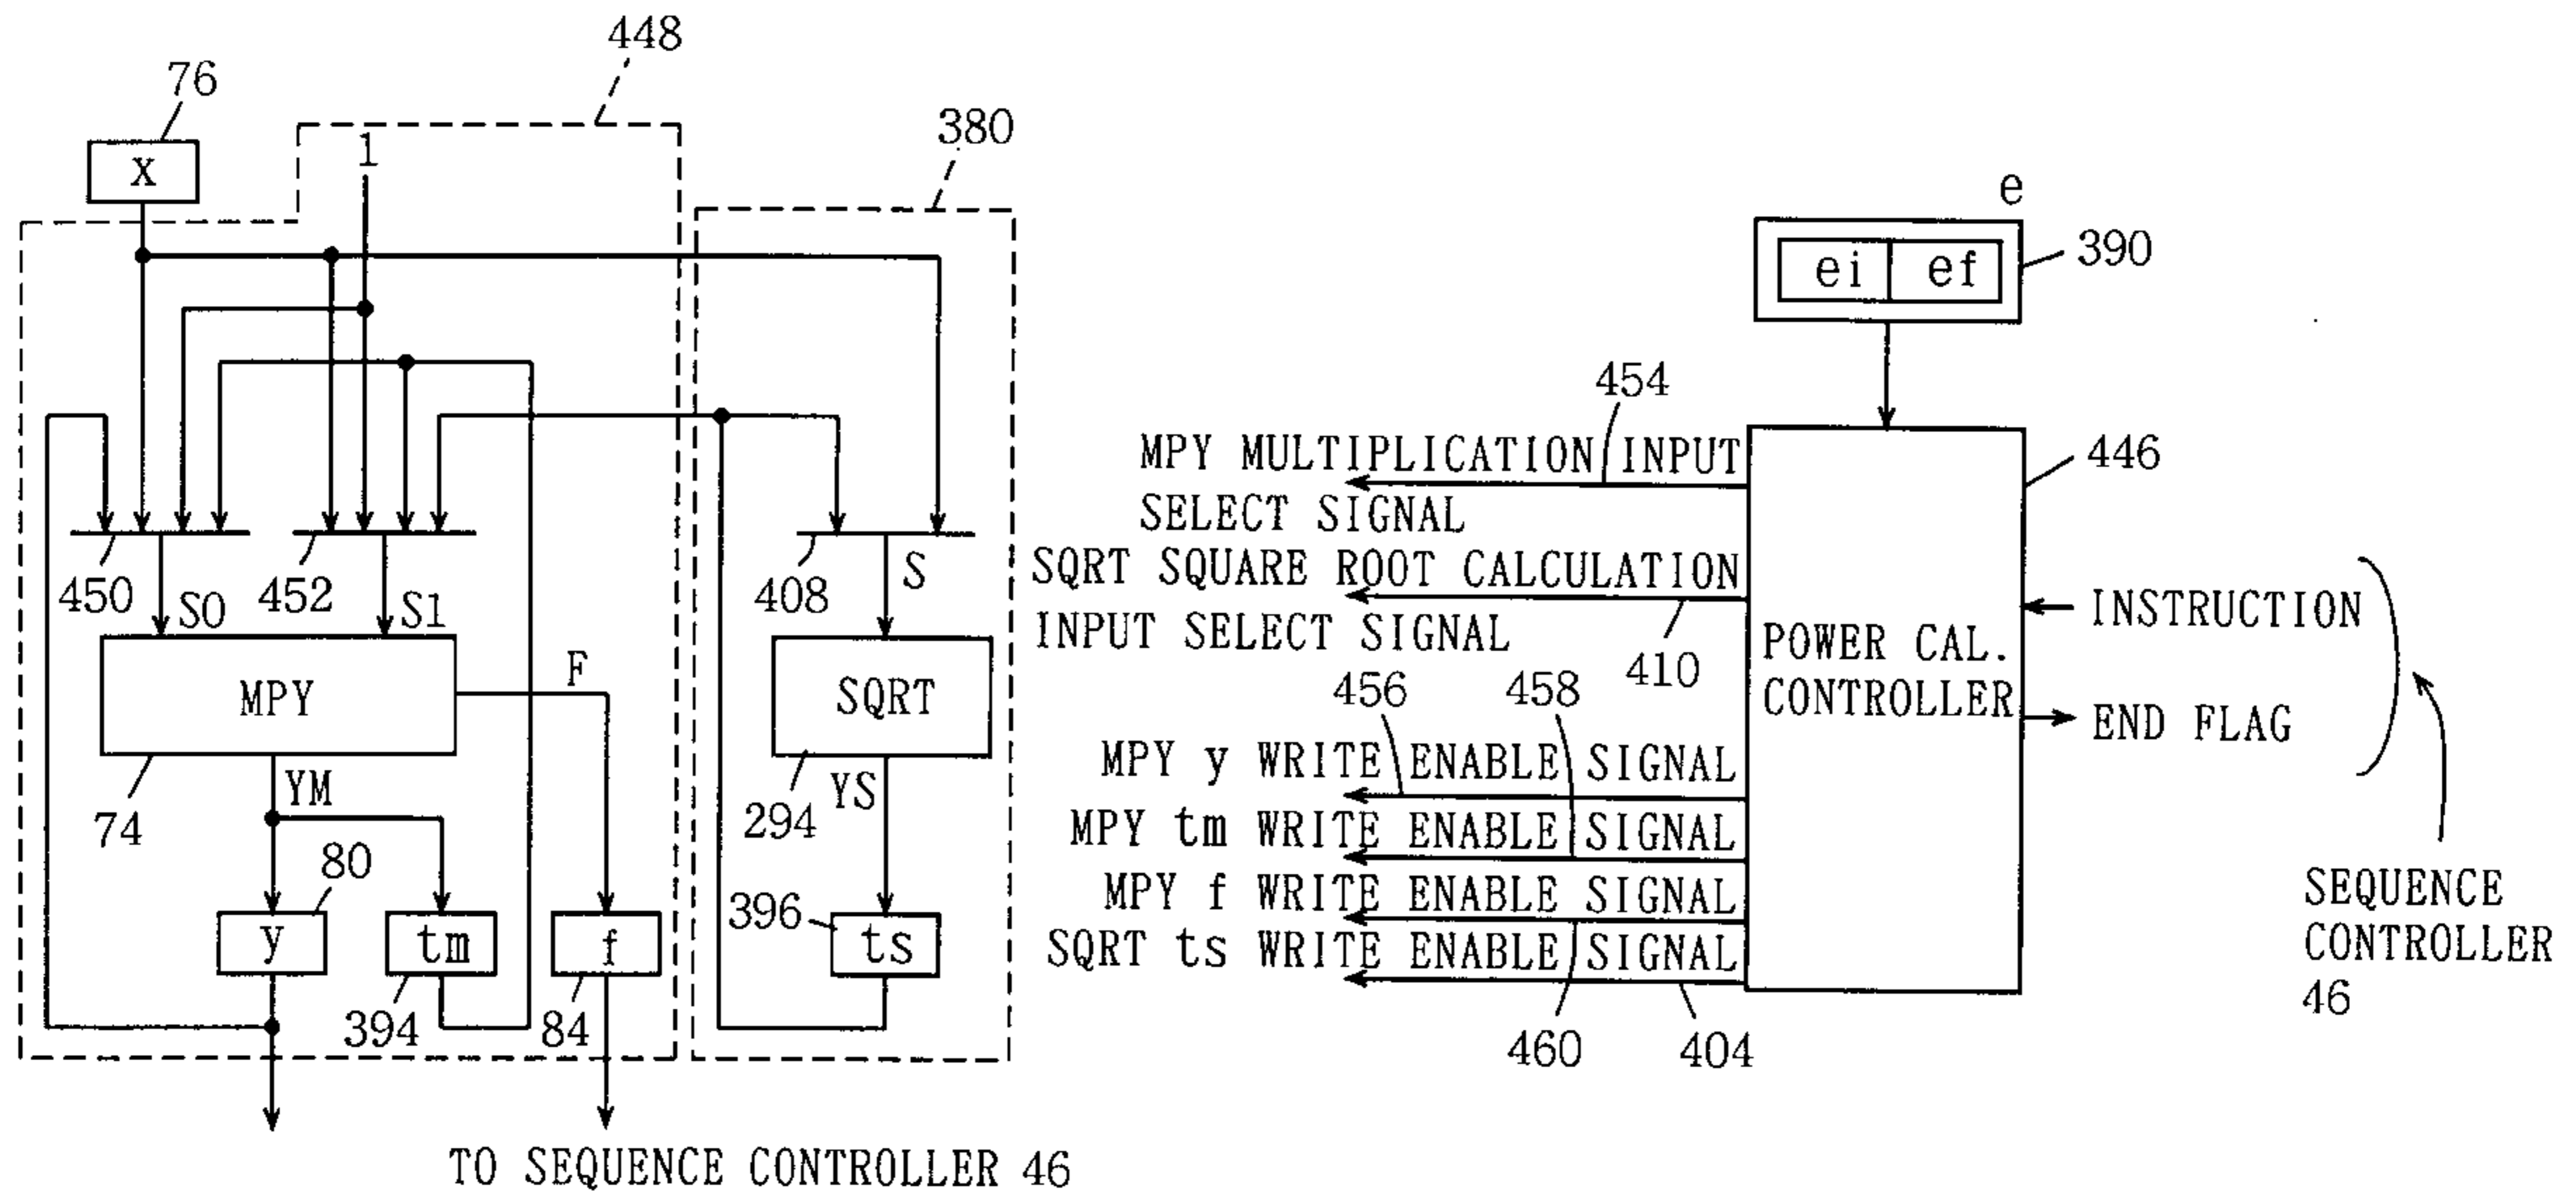 448
76
380
1
x
e
ei ef
390
454
MPY MULTIPLICATION INPUT
SELECT SIGNAL
446
450
S0
452
S1
408
S
SQRT SQUARE ROOT CALCULATION
INPUT SELECT SIGNAL
410
INSTRUCTION
POWER CAL.
CONTROLLER
MPY
F
SQRT
456
458
END FLAG
74
YM
294
YS
MPY y WRITE ENABLE SIGNAL
MPY tm WRITE ENABLE SIGNAL
80
396
MPY f WRITE ENABLE SIGNAL
SQRT ts WRITE ENABLE SIGNAL
y
tm
f
ts
394
84
460
404
SEQUENCE
CONTROLLER
46
TO SEQUENCE CONTROLLER 46